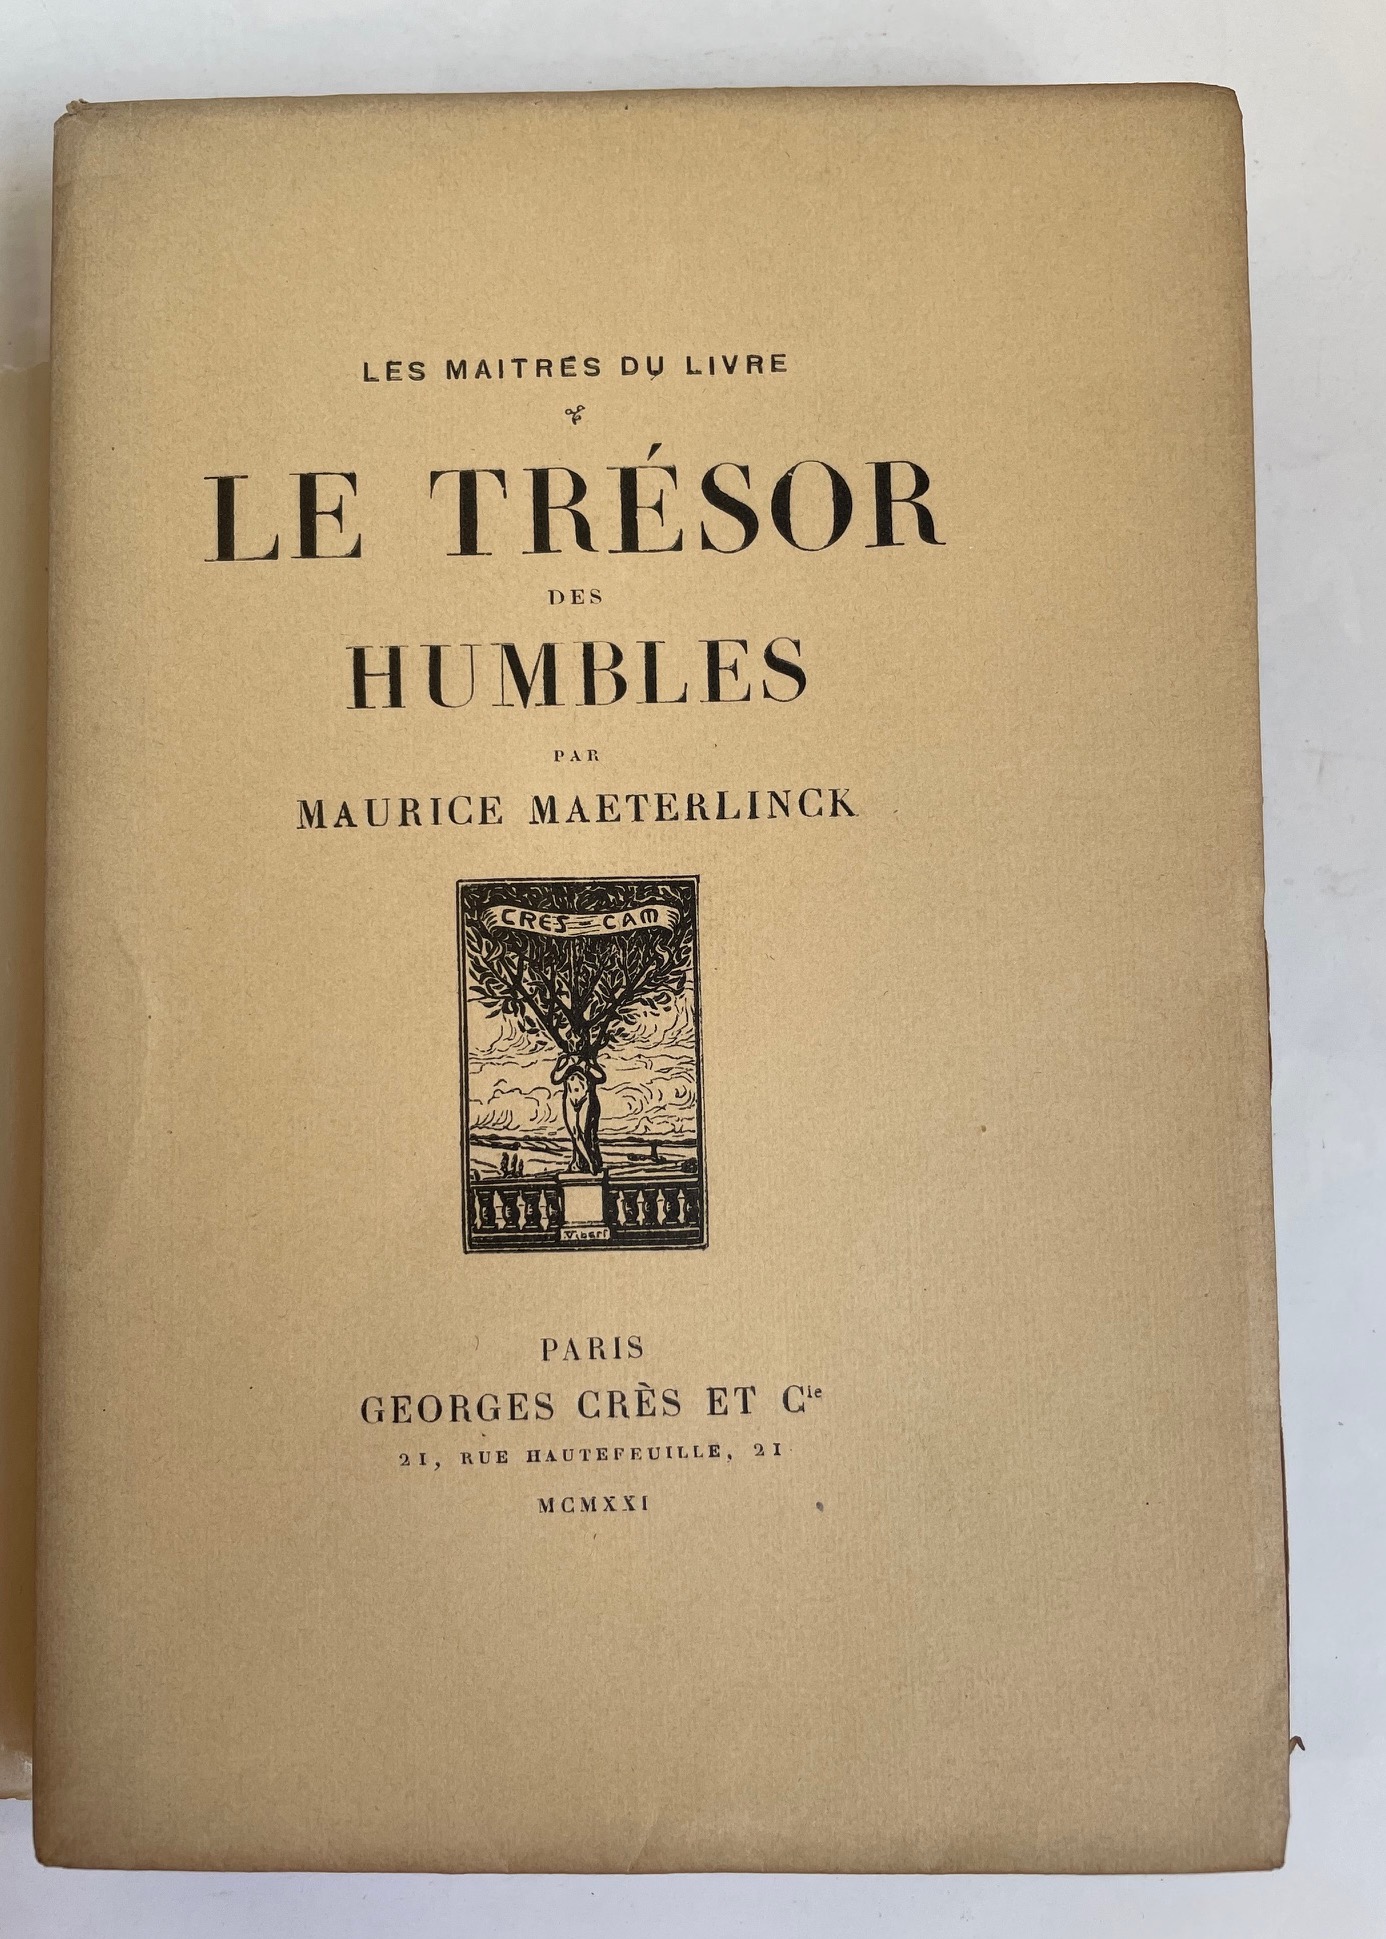 LES MAITRES DU LIVRE
LE TRÉSOR
DES
HUMBLES
PAR
MAURICE MAETERLINCK
CRES-CAM
Vibert
PARIS
GEORGES CRÈS ET Cie
21, RUE HAUTEFEUILLE, 21
MCMXXI